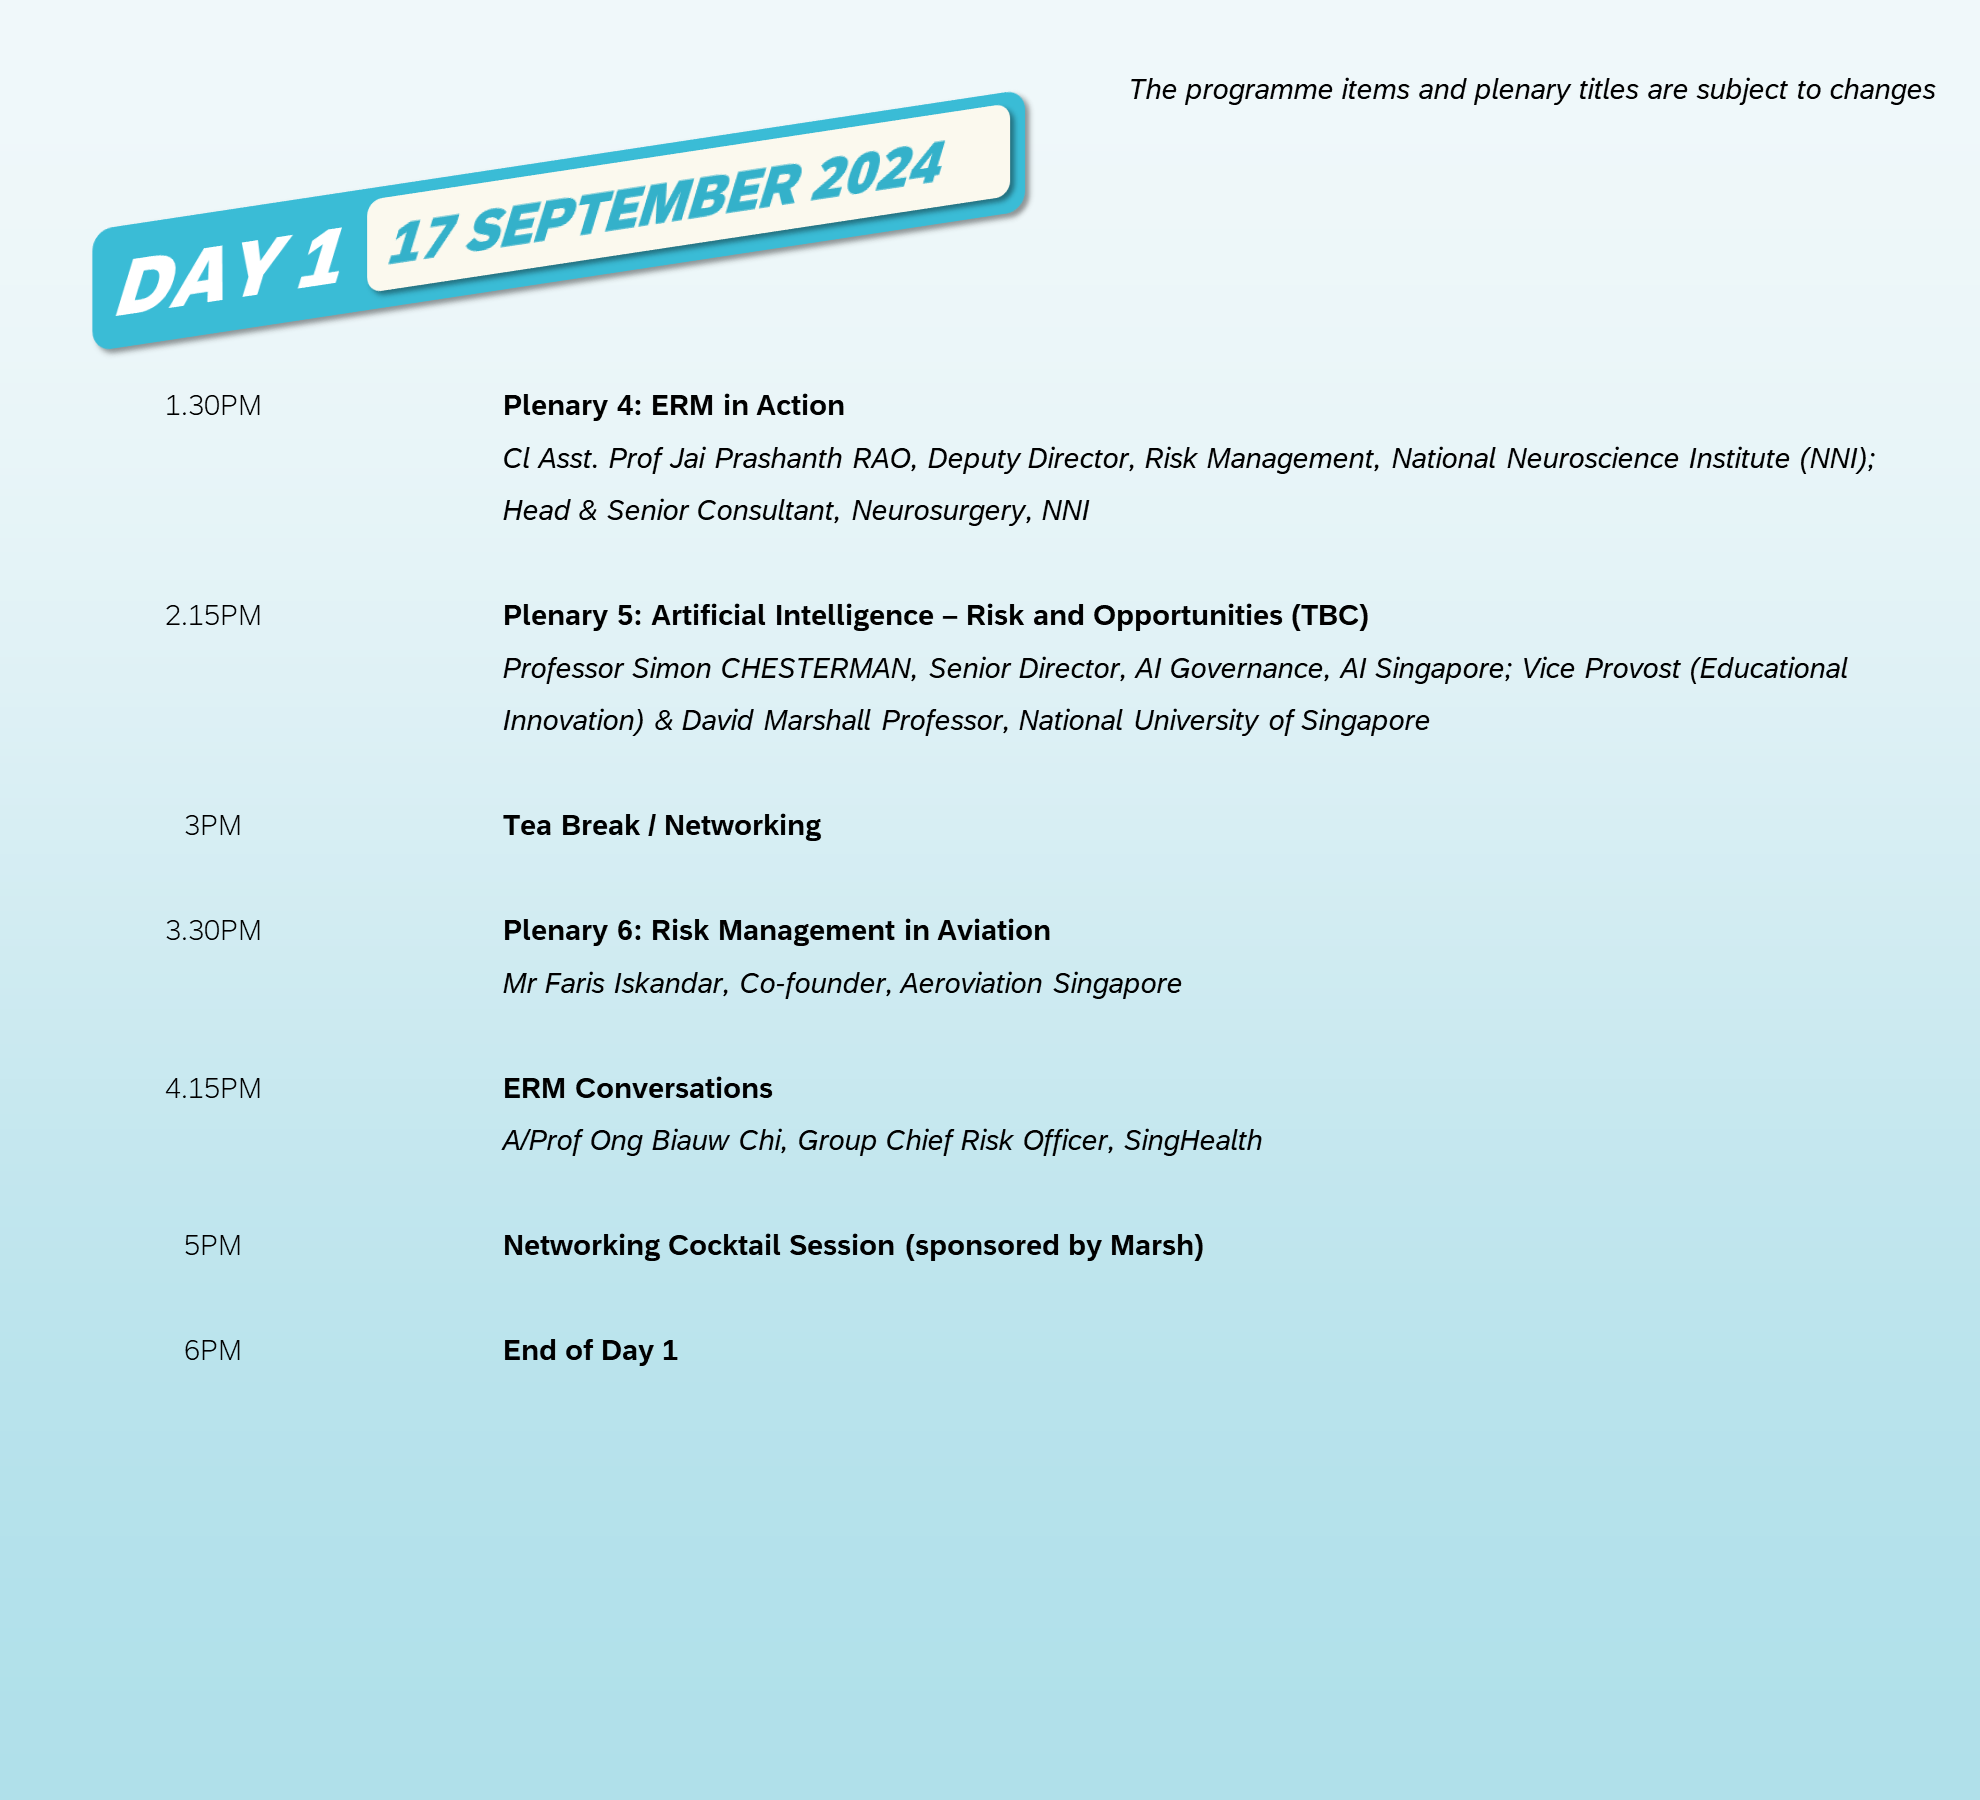 The programme items and plenary titles are subject to changes
DAY 1 17 SEPTEMBER 2024
1.30PM Plenary 4: ERM in Action
Cl Asst. Prof Jai Prashanth RAO, Deputy Director, Risk Management, National Neuroscience Institute (NNI);
Head & Senior Consultant, Neurosurgery, NNI
2.15PM Plenary 5: Artificial Intelligence – Risk and Opportunities (TBC)
Professor Simon CHESTERMAN, Senior Director, AI Governance, AI Singapore; Vice Provost (Educational
Innovation) & David Marshall Professor, National University of Singapore
3PM Tea Break / Networking
3.30PM Plenary 6: Risk Management in Aviation
Mr Faris Iskandar, Co-founder, Aeroviation Singapore
4.15PM ERM Conversations
A/Prof Ong Biauw Chi, Group Chief Risk Officer, SingHealth
5PM Networking Cocktail Session (sponsored by Marsh)
6PM End of Day 1